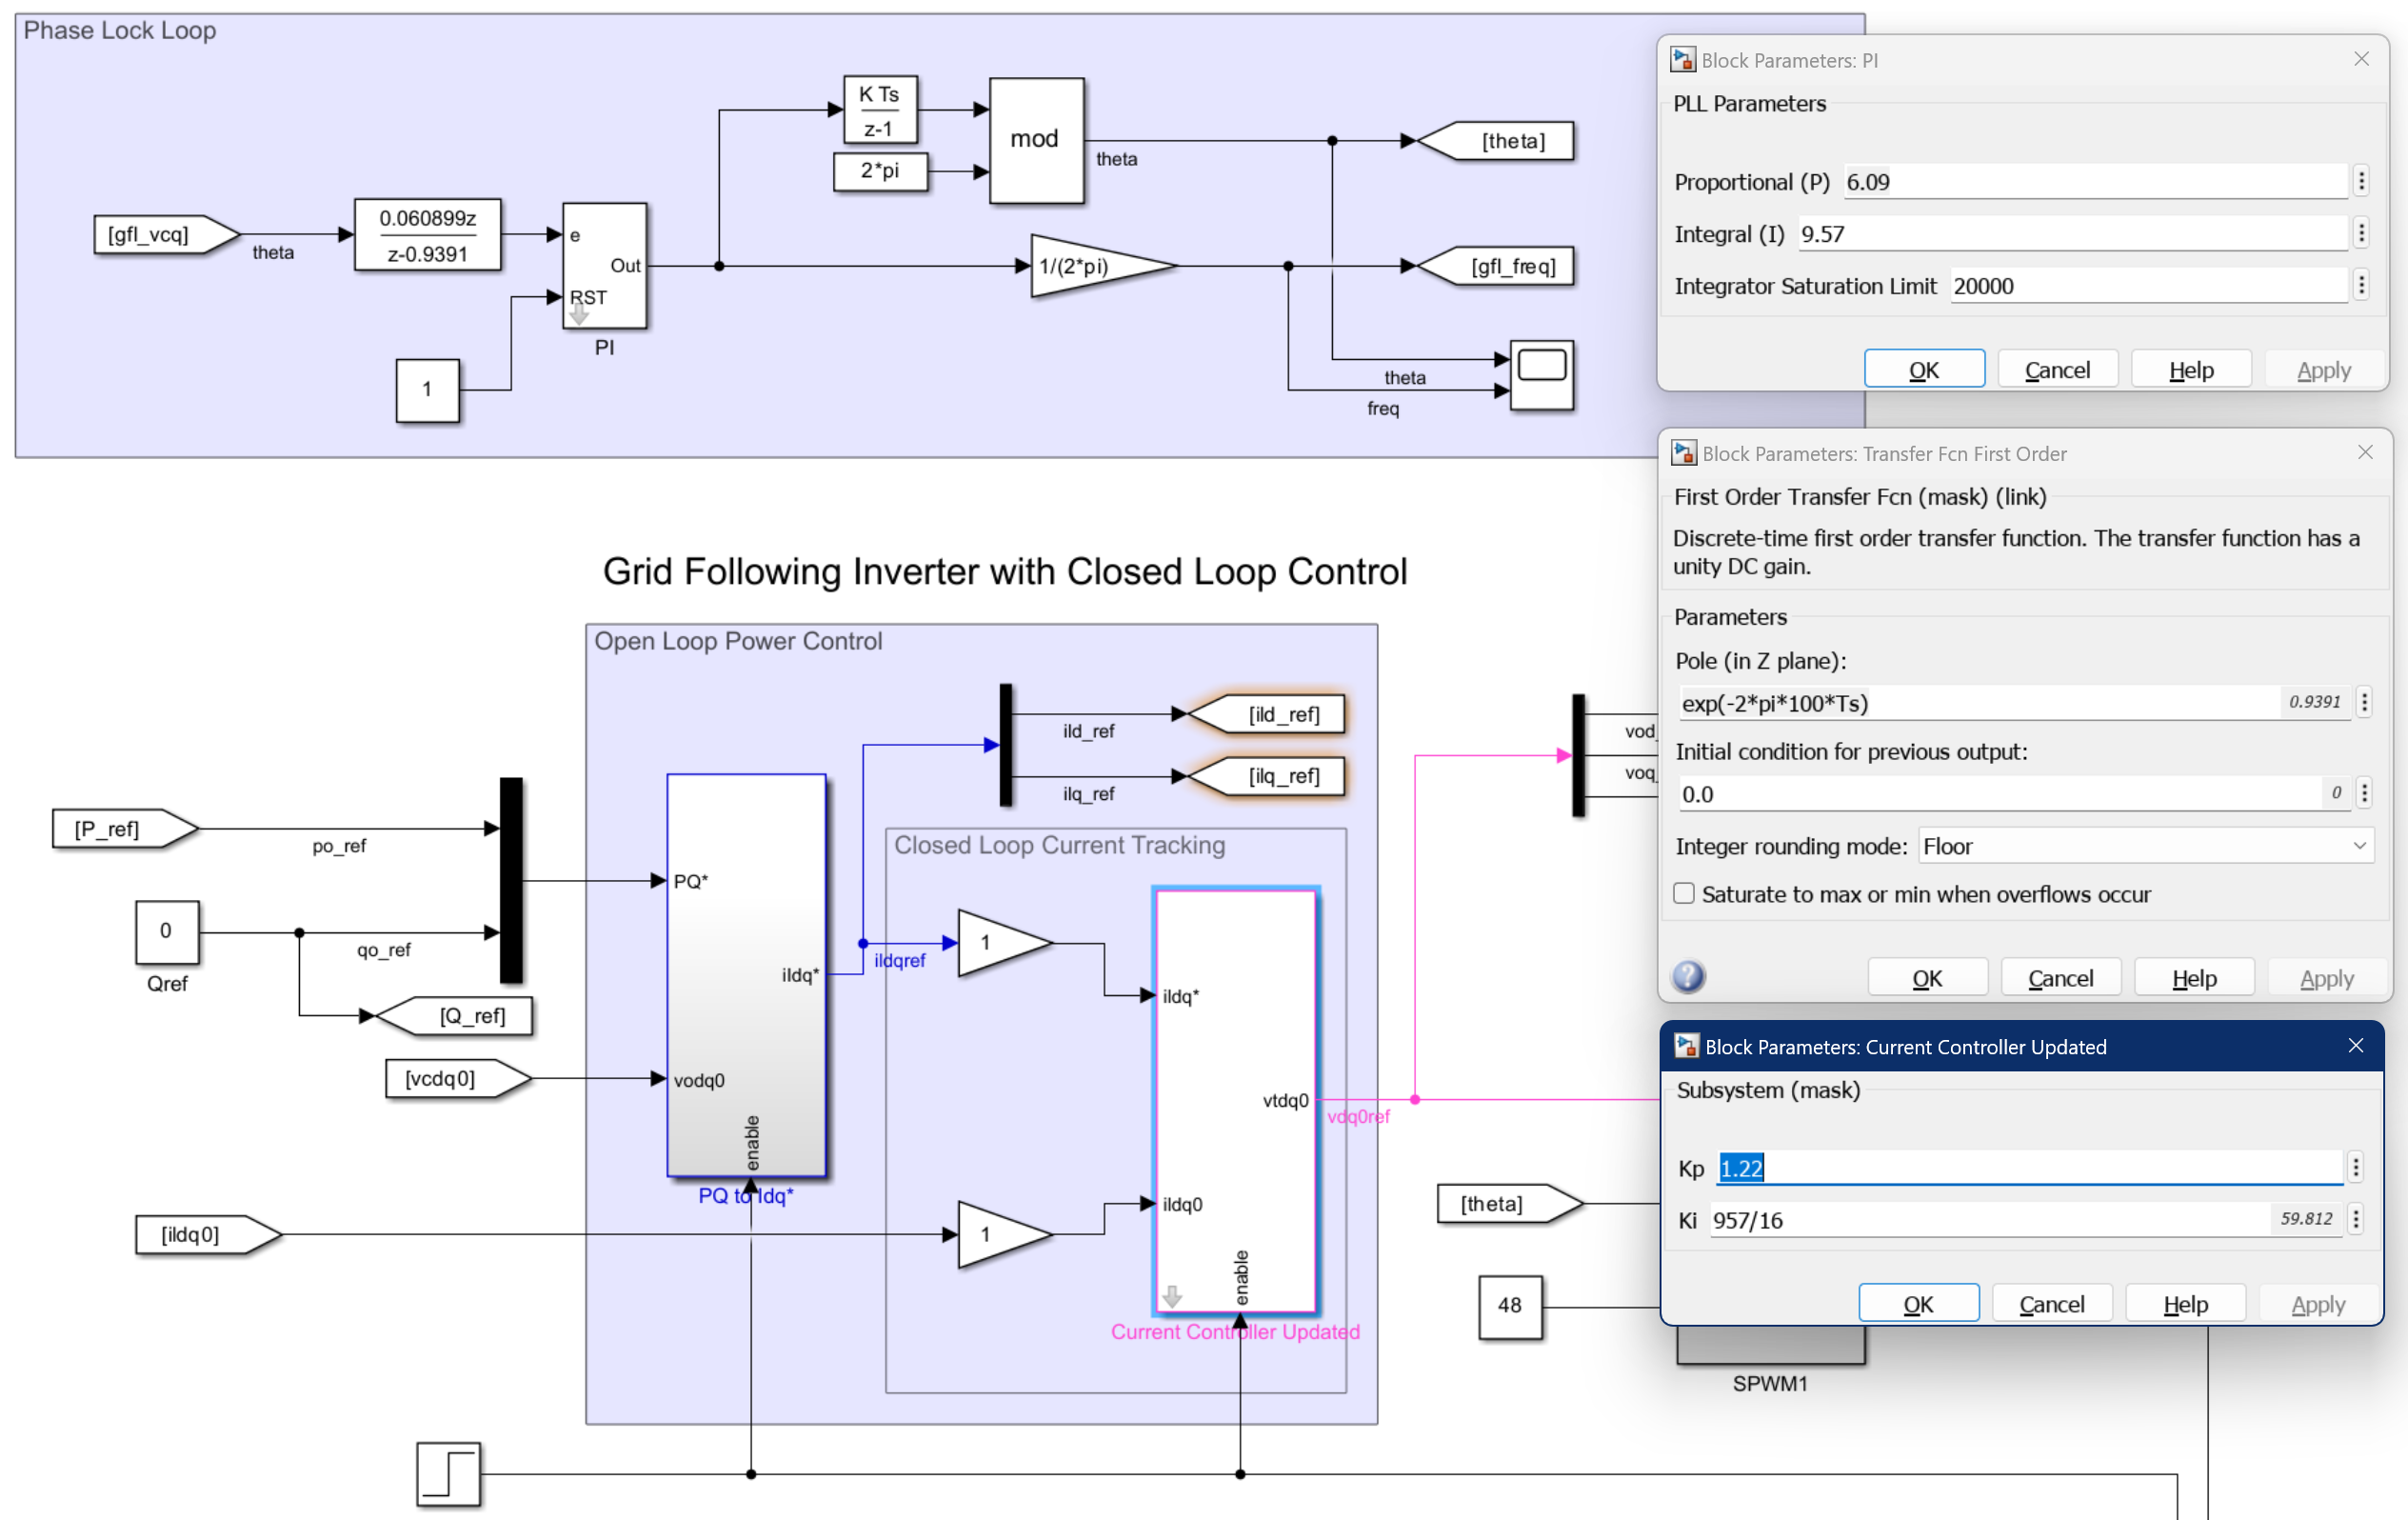 Phase Lock Loop
K Ts
z-1
2*pi
mod
theta
[theta]
[gfl_vcq]
theta
0.060899z
z-0.9391
e
Out
RST
PI
1
1/(2*pi)
[gfl_freq]
theta
freq
Grid Following Inverter with Closed Loop Control
Open Loop Power Control
ild_ref
[ild_ref]
ilq_ref
[ilq_ref]
[P_ref]
po_ref
0
Qref
qo_ref
[Q_ref]
[vcdq0]
PQ*
ildq*
vodq0
enable
PQ to Idq*
ildqref
Closed Loop Current Tracking
1
ildq*
vtdq0
ildq0
enable
Current Controller Updated
[ildq0]
1
vdq0ref
vod_
voq_
[theta]
48
SPWM1
Block Parameters: PI
PLL Parameters
Proportional (P) 6.09
Integral (I) 9.57
Integrator Saturation Limit 20000
OK Cancel Help Apply
Block Parameters: Transfer Fcn First Order
First Order Transfer Fcn (mask) (link)
Discrete-time first order transfer function. The transfer function has a
unity DC gain.
Parameters
Pole (in Z plane):
exp(-2*pi*100*Ts) 0.9391
Initial condition for previous output:
0.0 0
Integer rounding mode: Floor
Saturate to max or min when overflows occur
? OK Cancel Help Apply
Block Parameters: Current Controller Updated
Subsystem (mask)
Kp 1.22
Ki 957/16 59.812
OK Cancel Help Apply